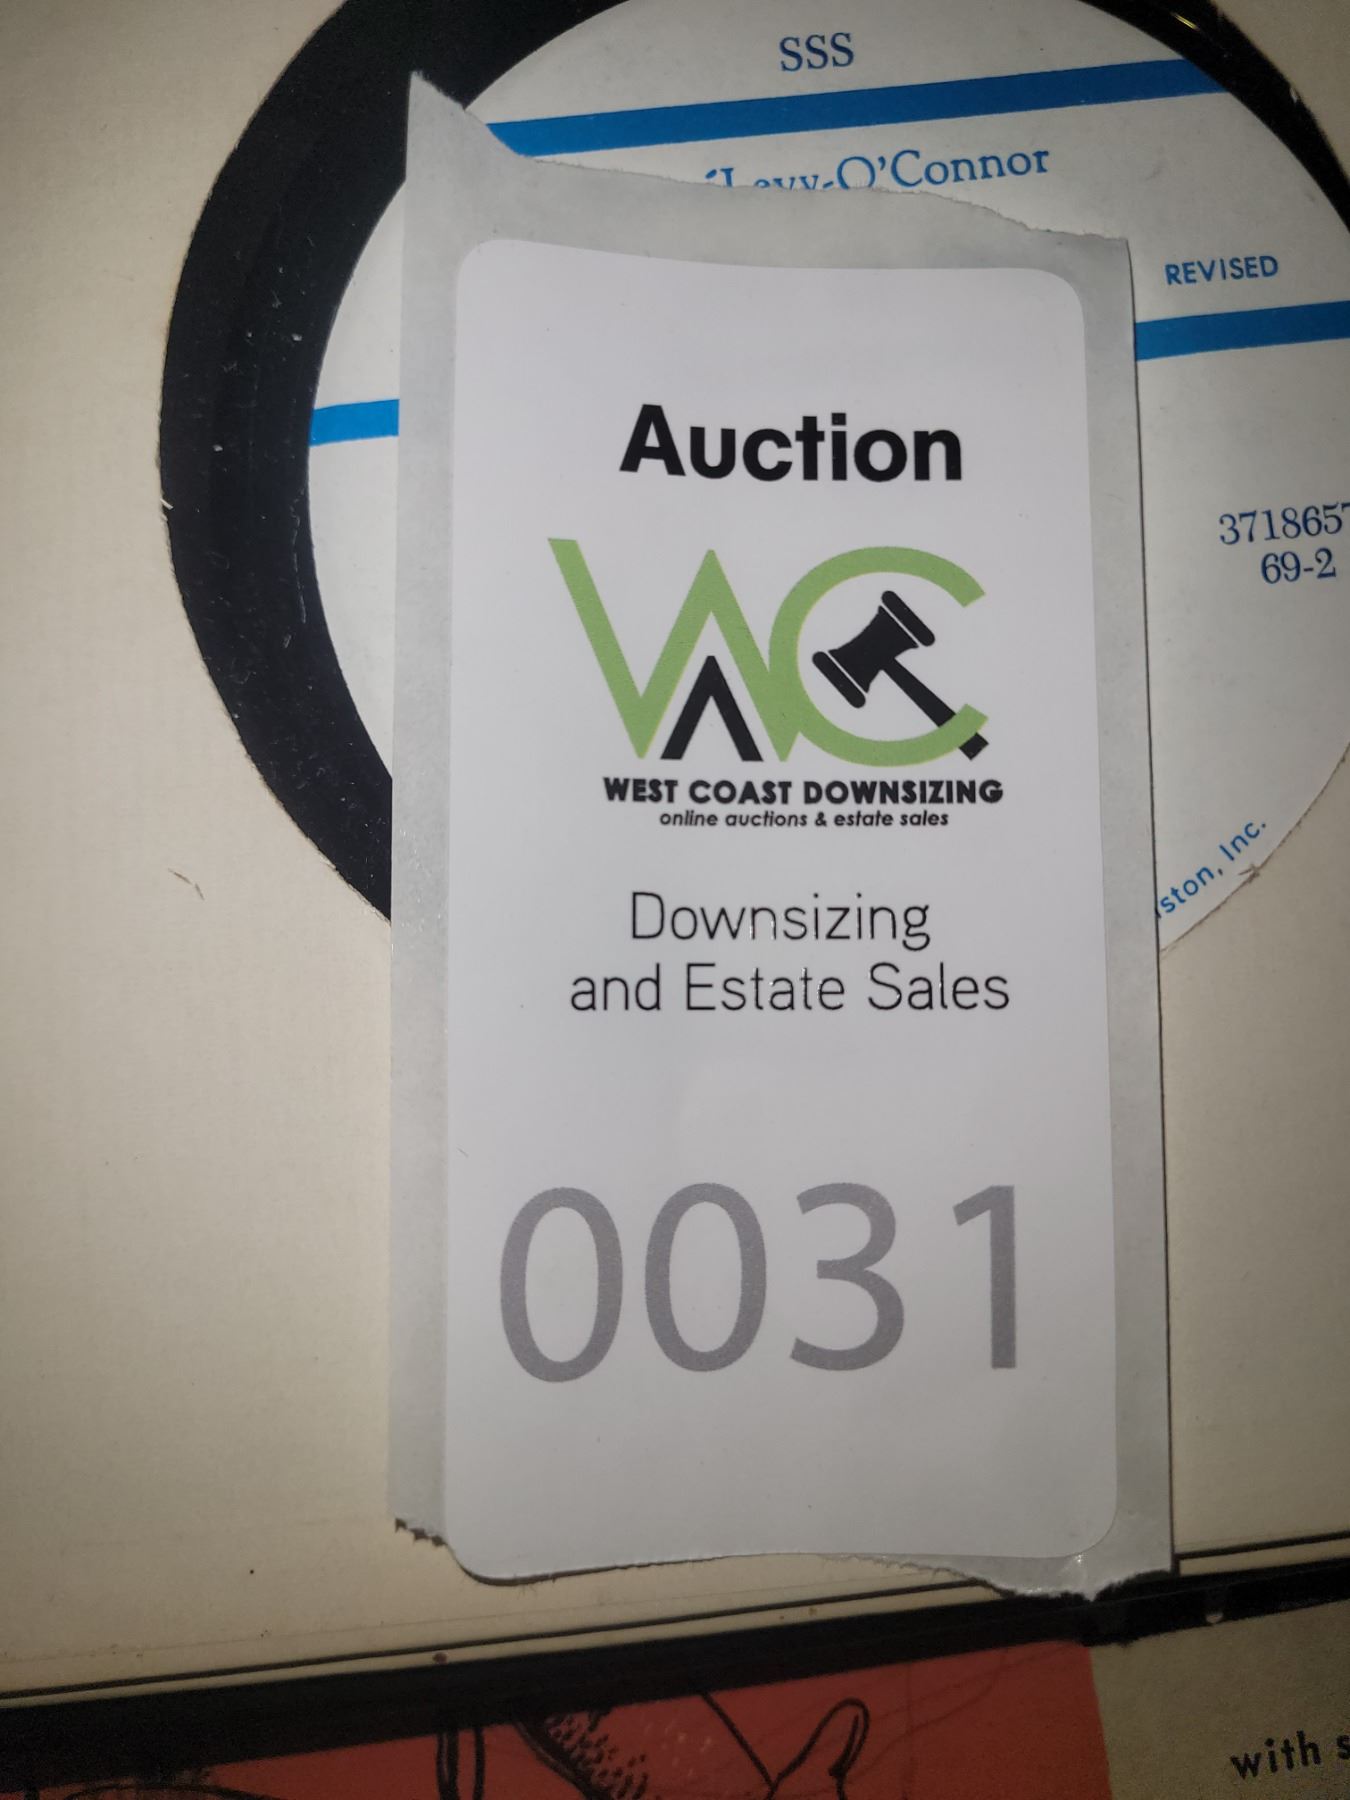 SSS
Levy-O'Connor
REVISED
Auction
WC
WEST COAST DOWNSIZING
online auctions & estate sales
3718657
69-2
ston, Inc.
Downsizing
and Estate Sales
0031
with s